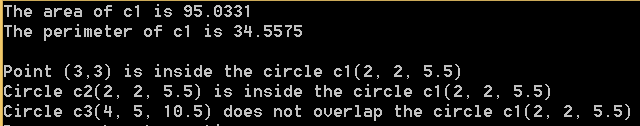 The area of c1 is 95.0331
The perimeter of c1 is 34.5575
Point (3,3) is inside the circle c1(2, 2, 5.5)
Circle c2(2, 2, 5.5) is inside the circle c1(2, 2, 5.5)
Circle c3(4, 5, 10.5) does not overlap the circle c1(2, 2, 5.5)